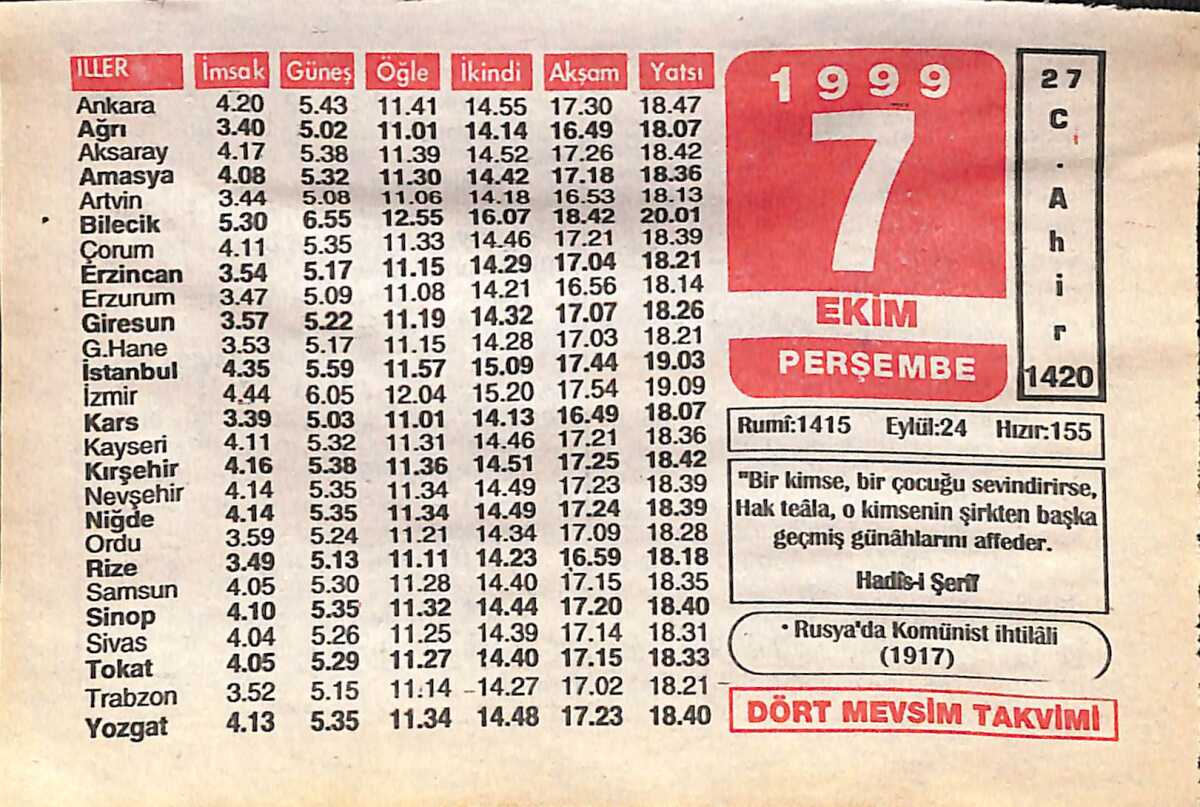 İLLER İmsak Güneş Öğle İkindi Akşam Yatsı
Ankara 4.20 5.43 11.41 14.55 17.30 18.47
Ağrı 3.40 5.02 11.01 14.14 16.49 18.07
Aksaray 4.17 5.38 11.39 14.52 17.26 18.42
Amasya 4.08 5.32 11.30 14.42 17.18 18.36
Artvin 3.44 5.08 11.06 14.18 16.53 18.13
Bilecik 5.30 6.55 12.55 16.07 18.42 20.01
Çorum 4.11 5.35 11.33 14.46 17.21 18.39
Erzincan 3.54 5.17 11.15 14.29 17.04 18.21
Erzurum 3.47 5.09 11.08 14.21 16.56 18.14
Giresun 3.57 5.22 11.19 14.32 17.07 18.26
G.Hane 3.53 5.17 11.15 14.28 17.03 18.21
İstanbul 4.35 5.59 11.57 15.09 17.44 19.03
İzmir 4.44 6.05 12.04 15.20 17.54 19.09
Kars 3.39 5.03 11.01 14.13 16.49 18.07
Kayseri 4.11 5.32 11.31 14.46 17.21 18.36
Kırşehir 4.16 5.38 11.36 14.51 17.25 18.42
Nevşehir 4.14 5.35 11.34 14.49 17.23 18.39
Niğde 4.14 5.35 11.34 14.49 17.24 18.39
Ordu 3.59 5.24 11.21 14.34 17.09 18.28
Rize 3.49 5.13 11.11 14.23 16.59 18.18
Samsun 4.05 5.30 11.28 14.40 17.15 18.35
Sinop 4.10 5.35 11.32 14.44 17.20 18.40
Sivas 4.04 5.26 11.25 14.39 17.14 18.31
Tokat 4.05 5.29 11.27 14.40 17.15 18.33
Trabzon 3.52 5.15 11.14 14.27 17.02 18.21
Yozgat 4.13 5.35 11.34 14.48 17.23 18.40
1999
7
EKİM
PERŞEMBE
27
C
.
A
h
i
r
1420
Rumî:1415 Eylül:24 Hızır:155
"Bir kimse, bir çocuğu sevindirirse,
Hak teâla, o kimsenin şirkten başka
geçmiş günâhlarını affeder.
Hadîs-i Şerîf
• Rusya'da Komünist ihtilâli
(1917)
DÖRT MEVSİM TAKVİMİ